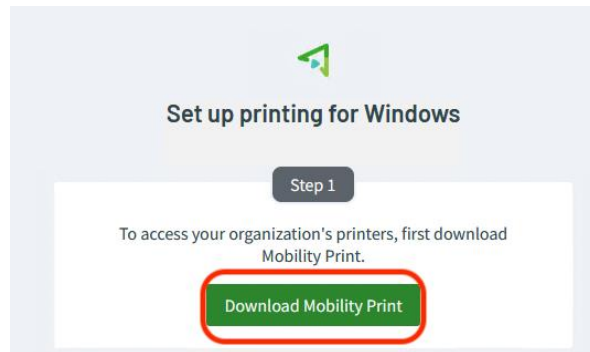 Set up printing for Windows
Step 1
To access your organization's printers, first download
Mobility Print.
Download Mobility Print